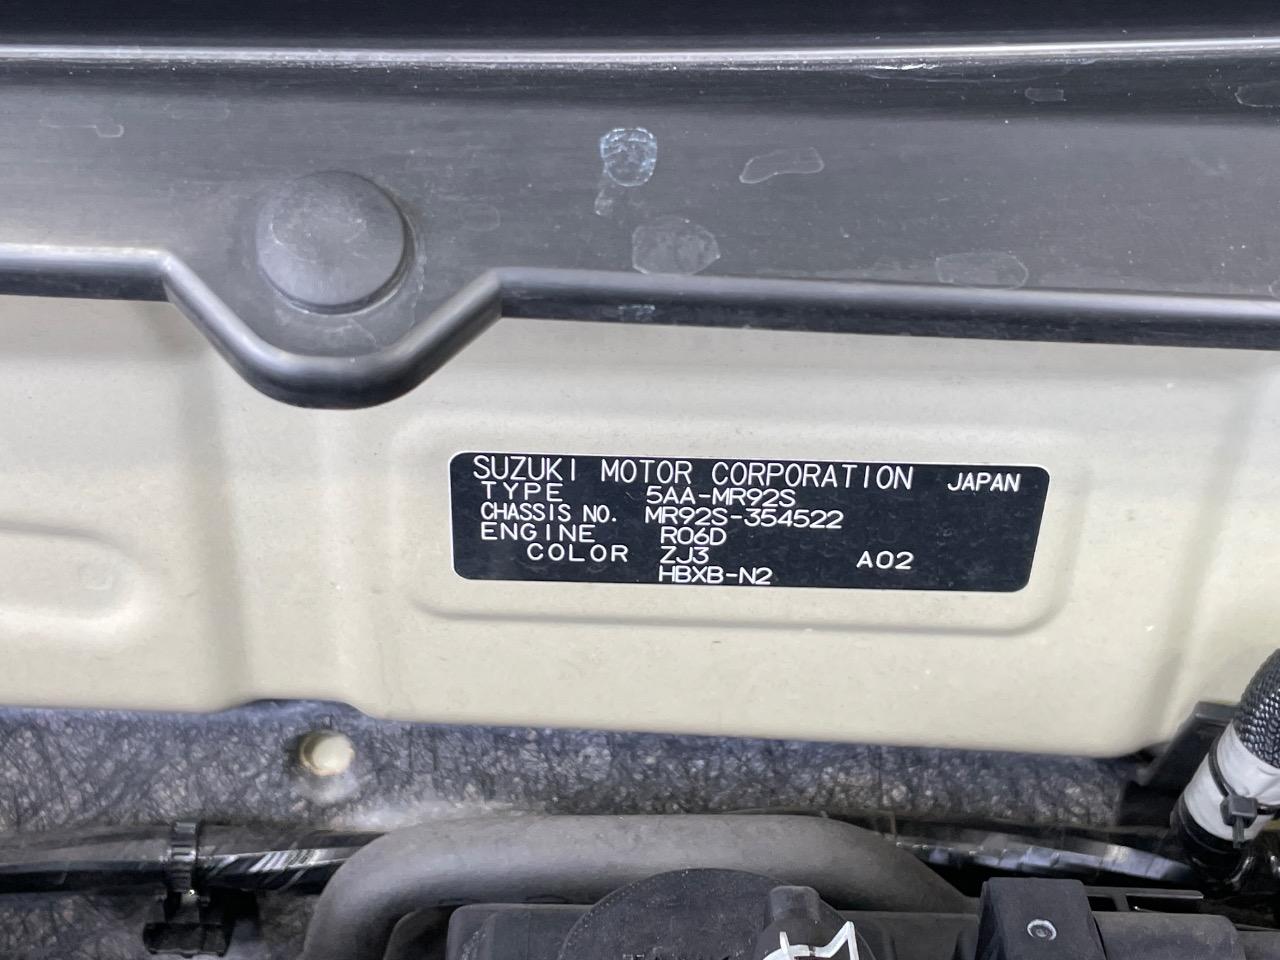 SUZUKI MOTOR CORPORATION JAPAN
TYPE 5AA-MR92S
CHASSIS NO. MR92S-354522
ENGINE R06D
COLOR ZJ3 A02
HBXB-N2